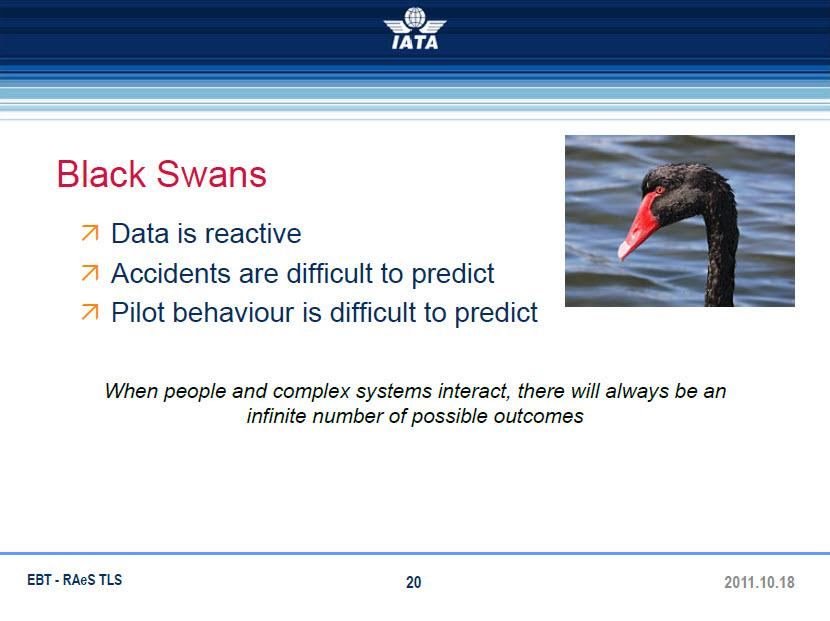 IATA
Black Swans
Data is reactive
Accidents are difficult to predict
Pilot behaviour is difficult to predict
When people and complex systems interact, there will always be an
infinite number of possible outcomes
EBT - RAeS TLS
20
2011.10.18